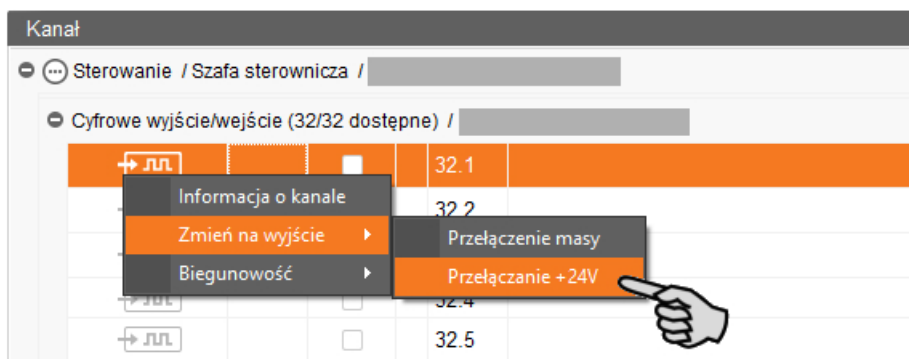 Kanał
Sterowanie / Szafa sterownicza /
Cyfrowe wyjście/wejście (32/32 dostępne) /
32.1
Informacja o kanale
32.2
Zmień na wyjście
Przełączenie masy
Biegunowość
Przełączanie +24V
32.4
32.5